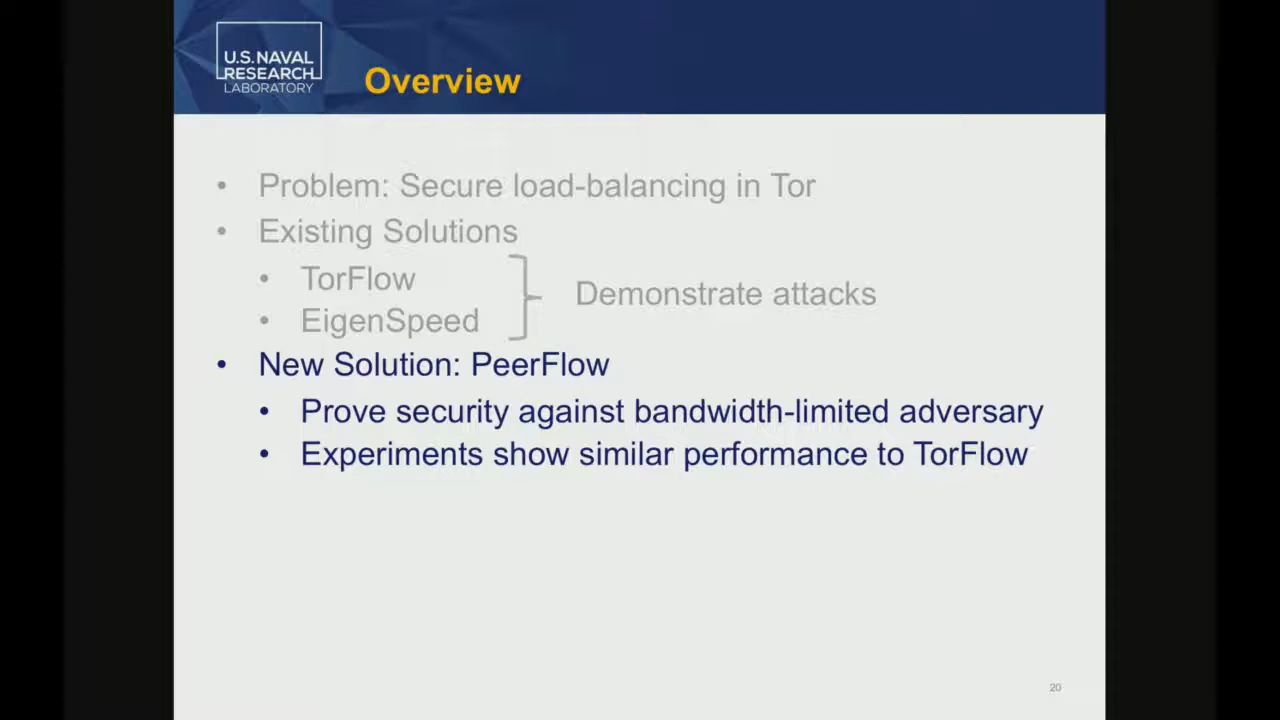 U.S. NAVAL
RESEARCH
LABORATORY
Overview
• Problem: Secure load-balancing in Tor
• Existing Solutions
• TorFlow
• EigenSpeed
Demonstrate attacks
• New Solution: PeerFlow
• Prove security against bandwidth-limited adversary
• Experiments show similar performance to TorFlow
20